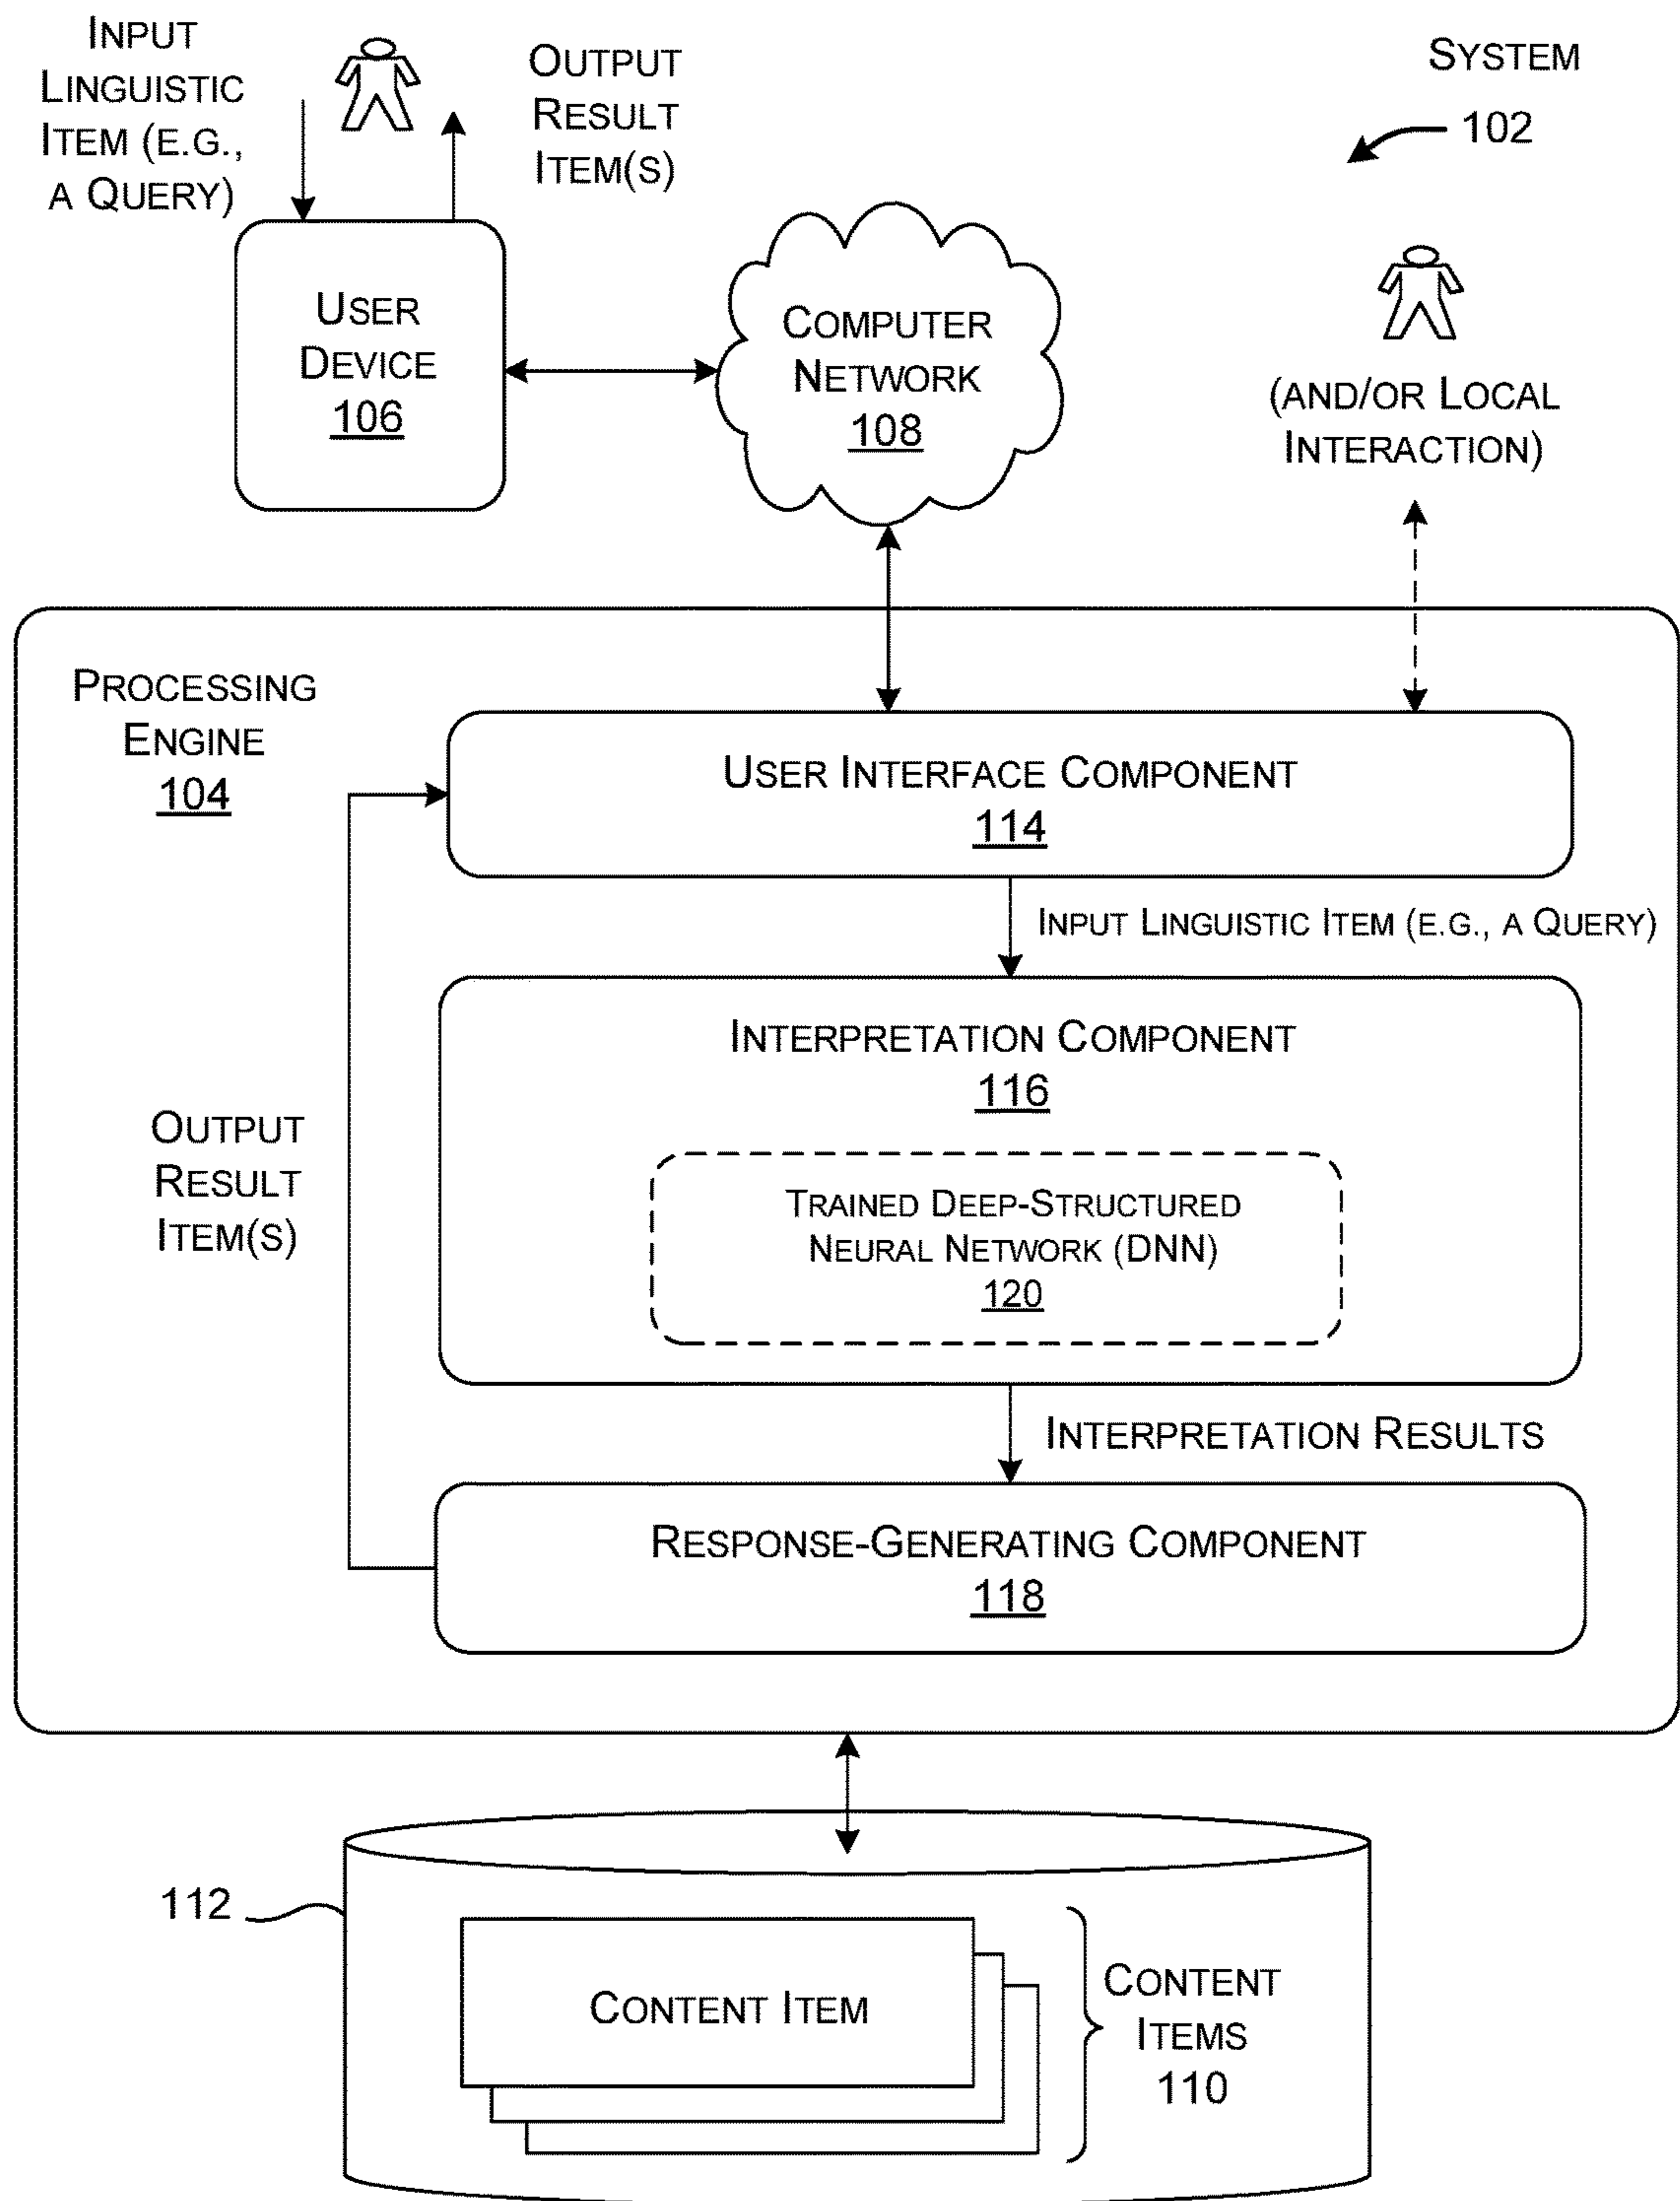 INPUT
LINGUISTIC
ITEM (E.G.,
A QUERY)
OUTPUT
RESULT
ITEM(S)
SYSTEM
102
USER
DEVICE
106
COMPUTER
NETWORK
108
(AND/OR LOCAL
INTERACTION)
PROCESSING
ENGINE
104
USER INTERFACE COMPONENT
114
INPUT LINGUISTIC ITEM (E.G., A QUERY)
INTERPRETATION COMPONENT
116
TRAINED DEEP-STRUCTURED
NEURAL NETWORK (DNN)
120
OUTPUT
RESULT
ITEM(S)
INTERPRETATION RESULTS
RESPONSE-GENERATING COMPONENT
118
112
CONTENT ITEM
CONTENT
ITEMS
110